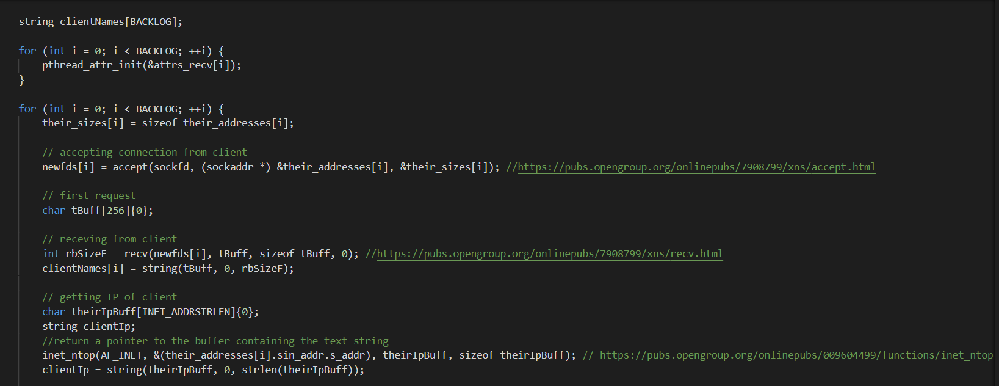 string clientNames[BACKLOG];
for (int i = 0; i < BACKLOG; ++i) {
pthread_attr_init(&attrs_recv[i]);
}
for (int i = 0; i < BACKLOG; ++i) {
their_sizes[i] = sizeof their_addresses[i];
// accepting connection from client
newfds[i] = accept(sockfd, (sockaddr *) &their_addresses[i], &their_sizes[i]); //https://pubs.opengroup.org/onlinepubs/7908799/xns/accept.html
// first request
char tBuff[256]{0};
// receving from client
int rbSizeF = recv(newfds[i], tBuff, sizeof tBuff, 0); //https://pubs.opengroup.org/onlinepubs/7908799/xns/recv.html
clientNames[i] = string(tBuff, 0, rbSizeF);
// getting IP of client
char theirIpBuff[INET_ADDRSTRLEN]{0};
string clientIp;
//return a pointer to the buffer containing the text string
inet_ntop(AF_INET, &(their_addresses[i].sin_addr.s_addr), theirIpBuff, sizeof theirIpBuff); // https://pubs.opengroup.org/onlinepubs/009604499/functions/inet_ntop
clientIp = string(theirIpBuff, 0, strlen(theirIpBuff));